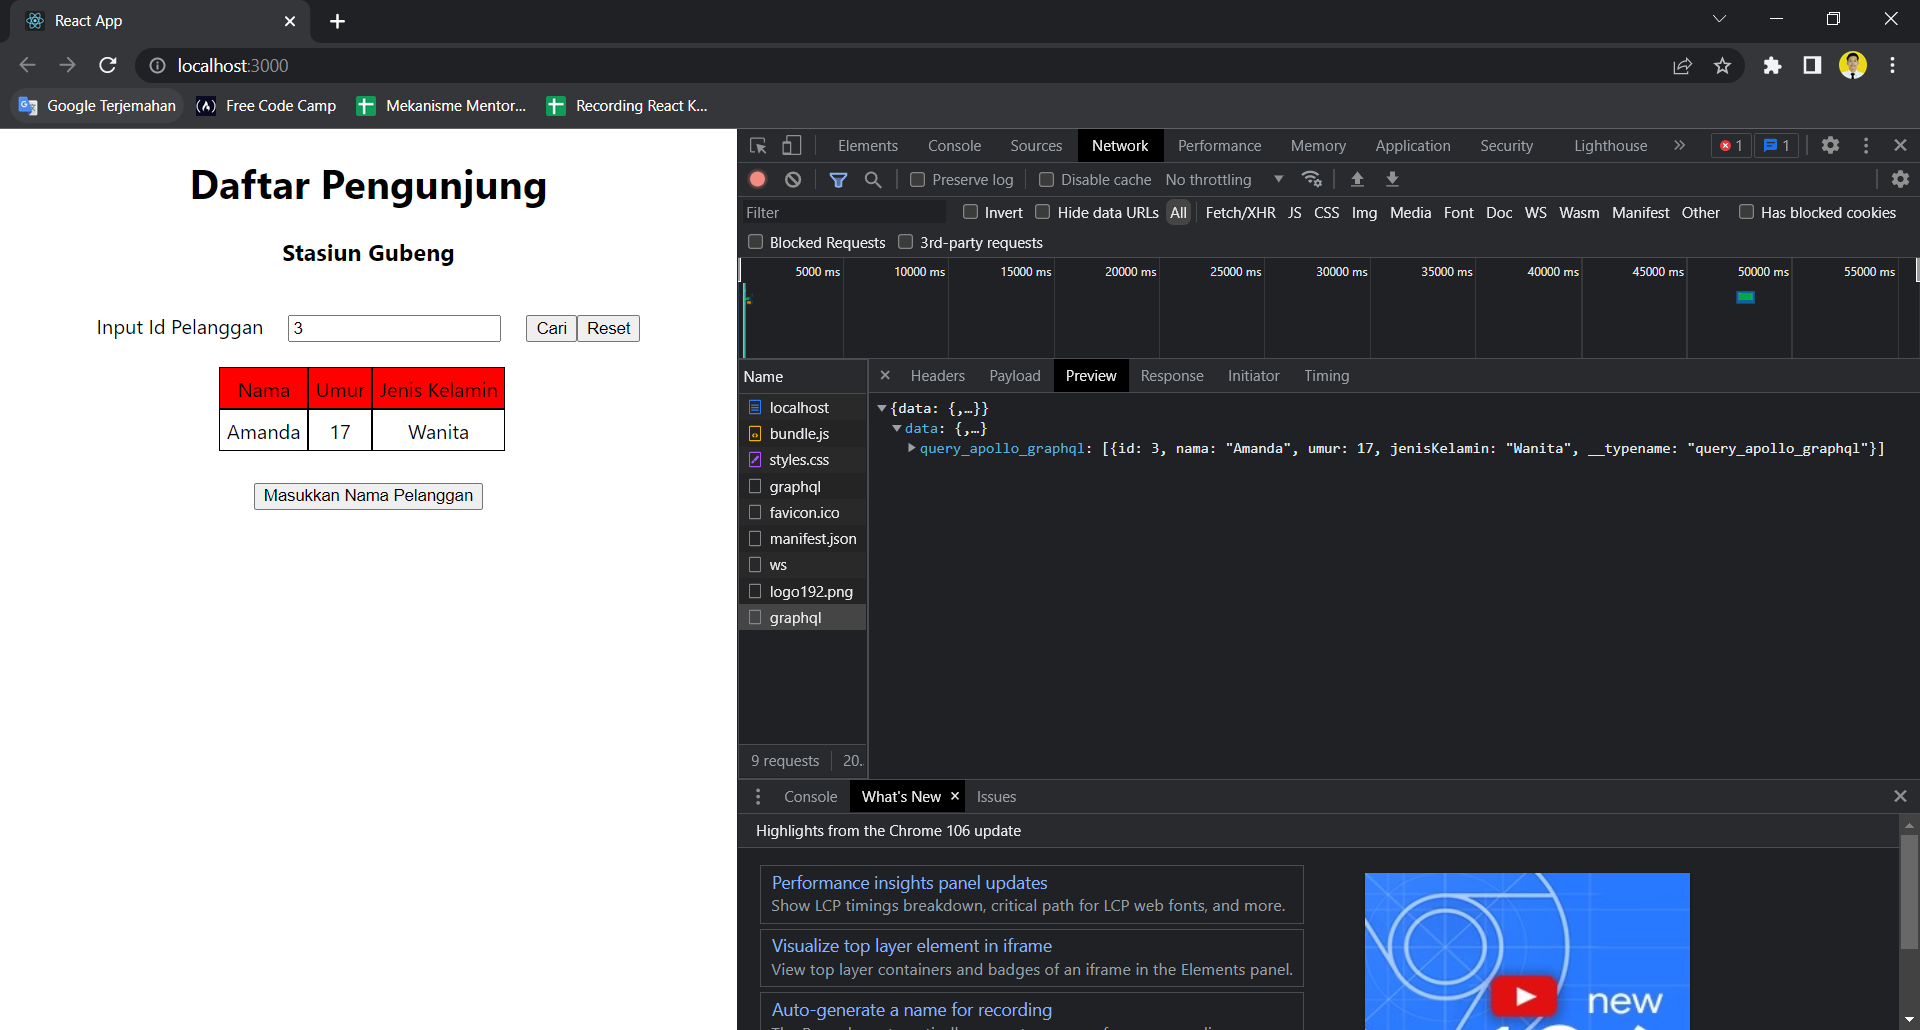 React App
localhost:3000
Google Terjemahan Free Code Camp Mekanisme Mentor... Recording React K...
Daftar Pengunjung
Stasiun Gubeng
Input Id Pelanggan 3 Cari Reset
Nama Umur Jenis Kelamin
Amanda 17 Wanita
Masukkan Nama Pelanggan
Elements Console Sources Network Performance Memory Application Security Lighthouse » 1 1
Preserve log Disable cache No throttling
Filter Invert Hide data URLs All Fetch/XHR JS CSS Img Media Font Doc WS Wasm Manifest Other Has blocked cookies
Blocked Requests 3rd-party requests
5000 ms 10000 ms 15000 ms 20000 ms 25000 ms 30000 ms 35000 ms 40000 ms 45000 ms 50000 ms 55000 ms
Name
localhost
bundle.js
styles.css
graphql
favicon.ico
manifest.json
ws
logo192.png
graphql
9 requests 20.
Headers Payload Preview Response Initiator Timing
{data: {,…}}
data: {,…}
query_apollo_graphql: [{id: 3, nama: "Amanda", umur: 17, jenisKelamin: "Wanita", __typename: "query_apollo_graphql"}]
Console What's New Issues
Highlights from the Chrome 106 update
Performance insights panel updates
Show LCP timings breakdown, critical path for LCP web fonts, and more.
Visualize top layer element in iframe
View top layer containers and badges of an iframe in the Elements panel.
Auto-generate a name for recording
new